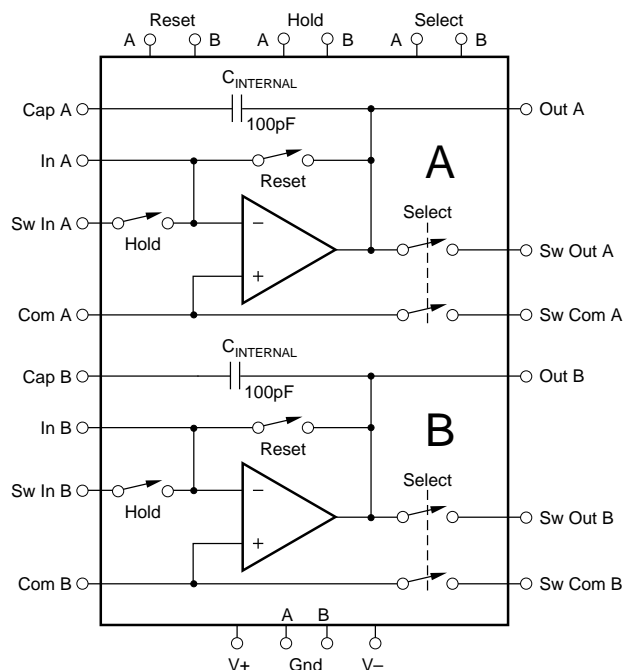 Reset Hold Select
A B A B A B
C_INTERNAL
Cap A Out A
100pF
In A
Reset
A
Select
Sw In A
−
Hold
Sw Out A
+
Com A Sw Com A
C_INTERNAL
Cap B Out B
100pF
In B
Reset
B
Select
Sw In B
−
Hold
Sw Out B
+
Com B Sw Com B
A B
V+ Gnd V–